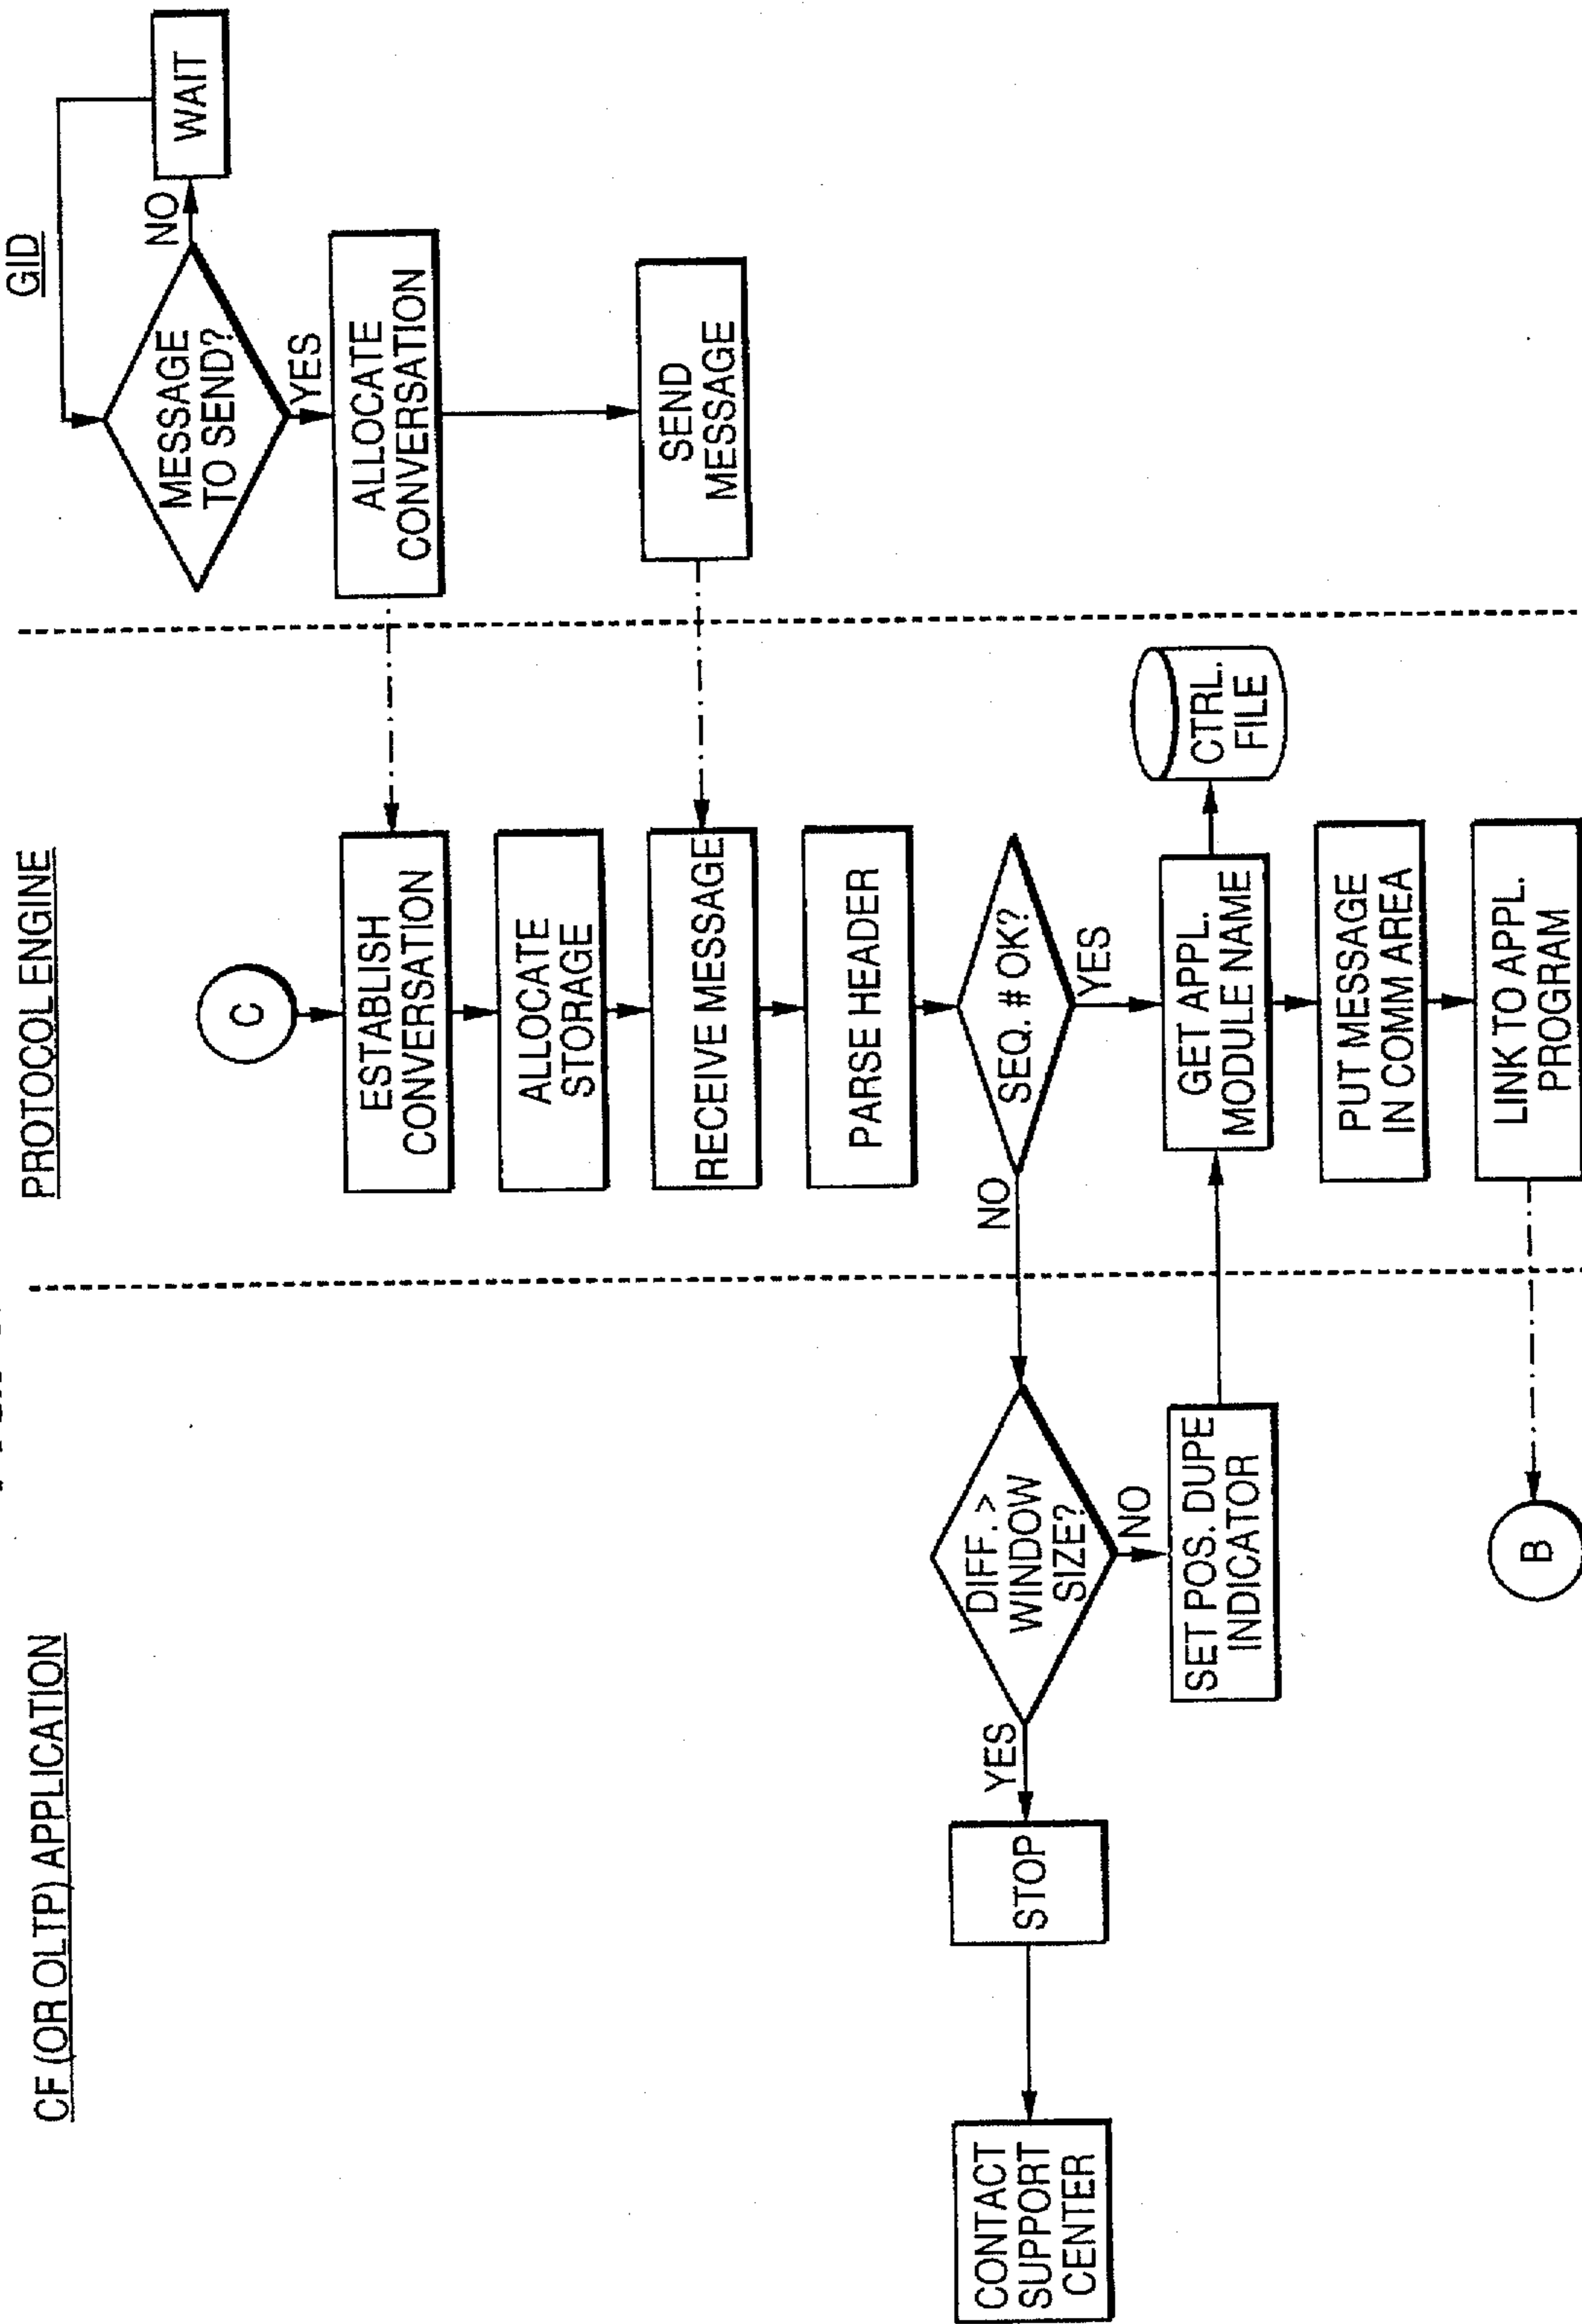 CF (OR OLTP) APPLICATION
PROTOCOL ENGINE
GID
C
MESSAGE
TO SEND?
NO
WAIT
YES
ESTABLISH
CONVERSATION
ALLOCATE
CONVERSATION
ALLOCATE
STORAGE
RECEIVE MESSAGE
SEND
MESSAGE
PARSE HEADER
CONTACT
SUPPORT
CENTER
STOP
YES
DIFF. >
WINDOW
SIZE?
NO
NO
SEQ. # OK?
YES
SET POS. DUPE
INDICATOR
GET APPL.
MODULE NAME
CTRL.
FILE
PUT MESSAGE
IN COMM AREA
B
LINK TO APPL.
PROGRAM